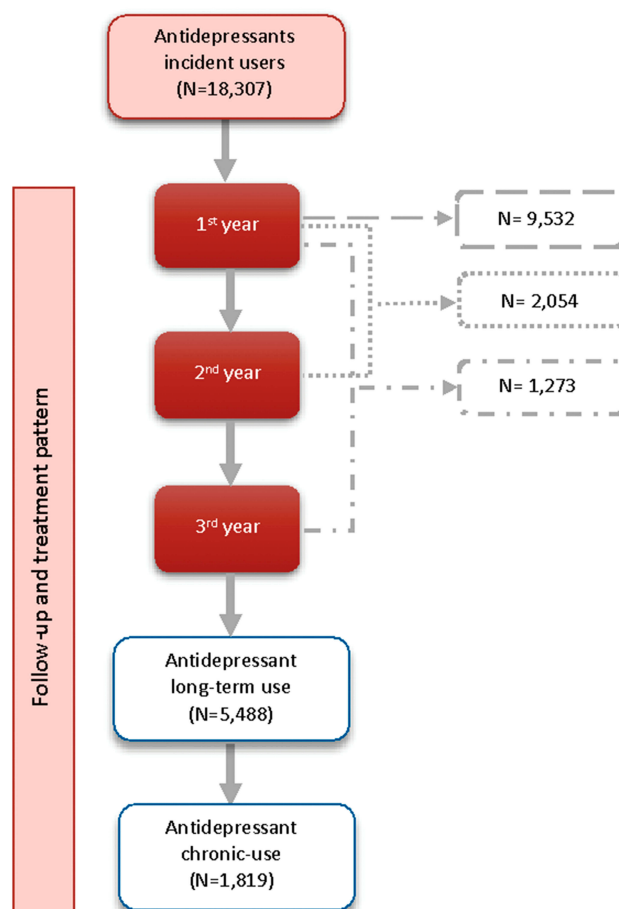 Antidepressants
incident users
(N=18,307)
1st year
N= 9,532
N= 2,054
2nd year
N= 1,273
3rd year
Follow-up and treatment pattern
Antidepressant
long-term use
(N=5,488)
Antidepressant
chronic-use
(N=1,819)